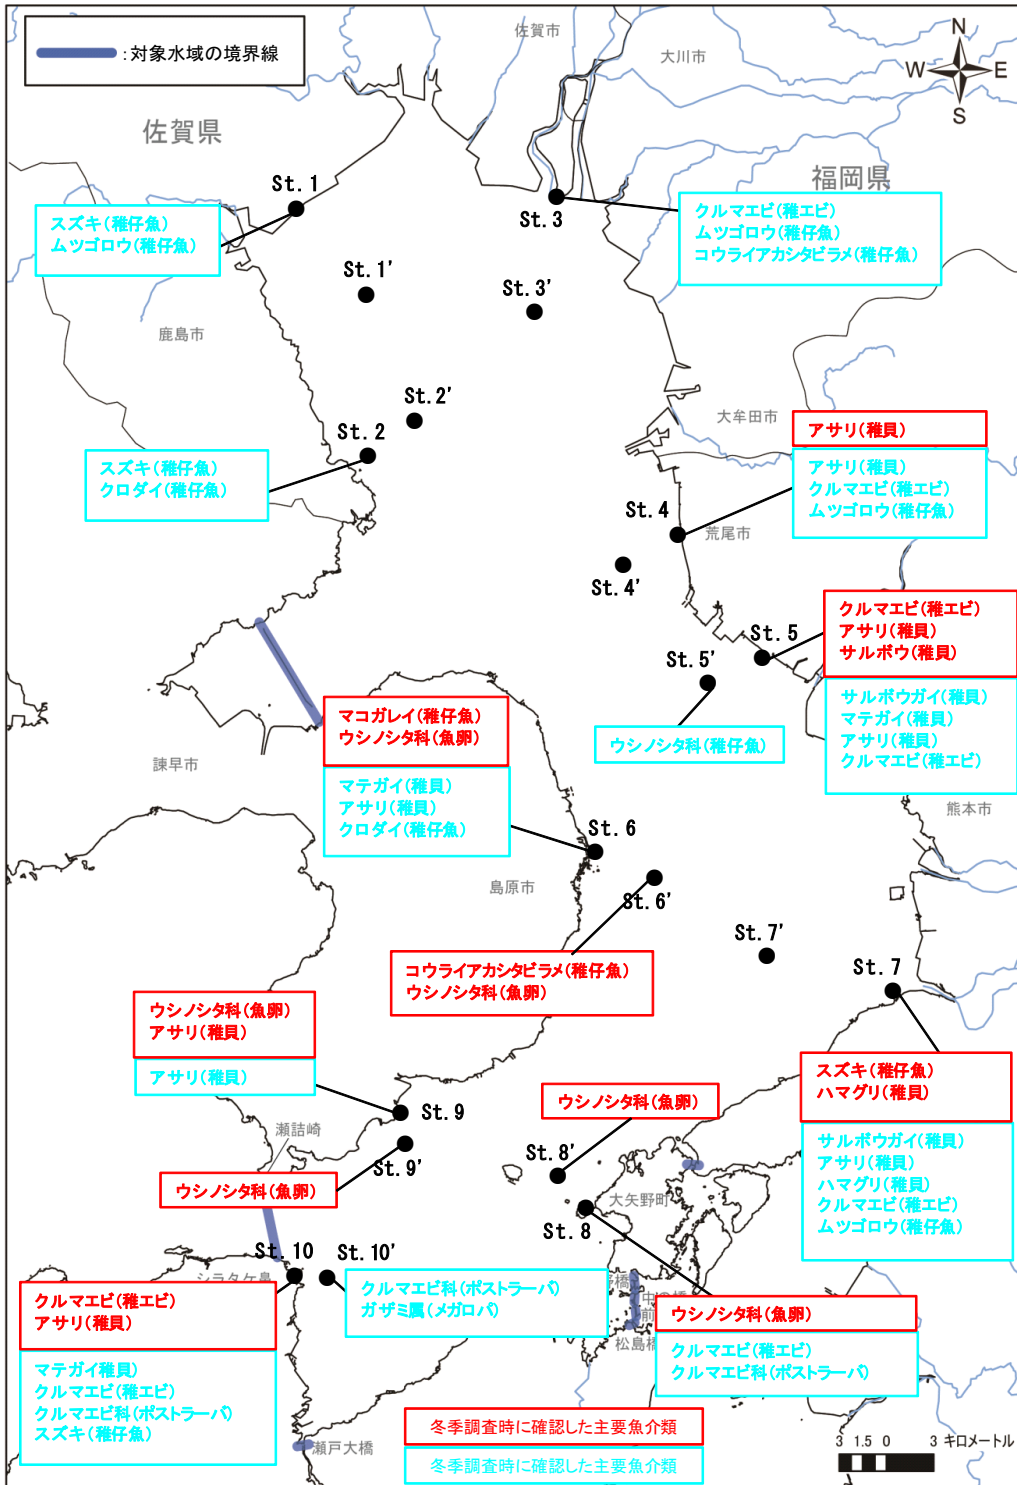 :対象水域の境界線
佐賀市
大川市
N
W
E
S
佐賀県
福岡県
St. 1
スズキ(稚仔魚)
ムツゴロウ(稚仔魚)
St. 3
クルマエビ(稚エビ)
ムツゴロウ(稚仔魚)
コウライアカシタビラメ(稚仔魚)
St. 1'
St. 3'
鹿島市
St. 2'
St. 2
スズキ(稚仔魚)
クロダイ(稚仔魚)
大牟田市
アサリ(稚貝)
アサリ(稚貝)
クルマエビ(稚エビ)
ムツゴロウ(稚仔魚)
St. 4
荒尾市
St. 4'
クルマエビ(稚エビ)
アサリ(稚貝)
サルボウ(稚貝)
St. 5
St. 5'
サルボウガイ(稚貝)
マテガイ(稚貝)
アサリ(稚貝)
クルマエビ(稚エビ)
ウシノシタ科(稚仔魚)
マコガレイ(稚仔魚)
ウシノシタ科(魚卵)
マテガイ(稚貝)
アサリ(稚貝)
クロダイ(稚仔魚)
諫早市
熊本市
St. 6
島原市
St. 6'
コウライアカシタビラメ(稚仔魚)
ウシノシタ科(魚卵)
St. 7'
St. 7
ウシノシタ科(魚卵)
アサリ(稚貝)
アサリ(稚貝)
St. 9
スズキ(稚仔魚)
ハマグリ(稚貝)
サルボウガイ(稚貝)
アサリ(稚貝)
ハマグリ(稚貝)
クルマエビ(稚エビ)
ムツゴロウ(稚仔魚)
ウシノシタ科(魚卵)
瀬詰崎
St. 9'
St. 8'
ウシノシタ科(魚卵)
大矢野町
St. 8
St. 10
St. 10'
シラタケ鼻
クルマエビ科(ポストラーバ)
ガザミ属(メガロパ)
クルマエビ(稚エビ)
アサリ(稚貝)
マテガイ稚貝)
クルマエビ(稚エビ)
クルマエビ科(ポストラーバ)
スズキ(稚仔魚)
橋
中の橋
前
松島橋
ウシノシタ科(魚卵)
クルマエビ(稚エビ)
クルマエビ科(ポストラーバ)
瀬戸大橋
冬季調査時に確認した主要魚介類
冬季調査時に確認した主要魚介類
3 1.5 0 3 キロメートル